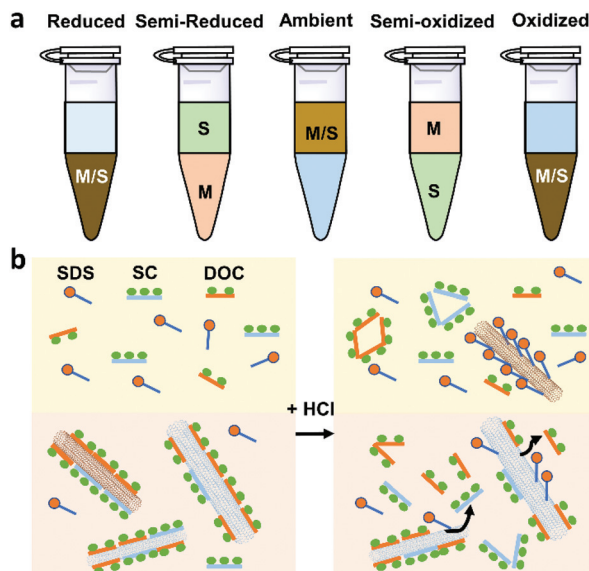 a
Reduced Semi-Reduced Ambient Semi-oxidized Oxidized
M/S S M M/S M S M/S
b
SDS SC DOC
+ HCl